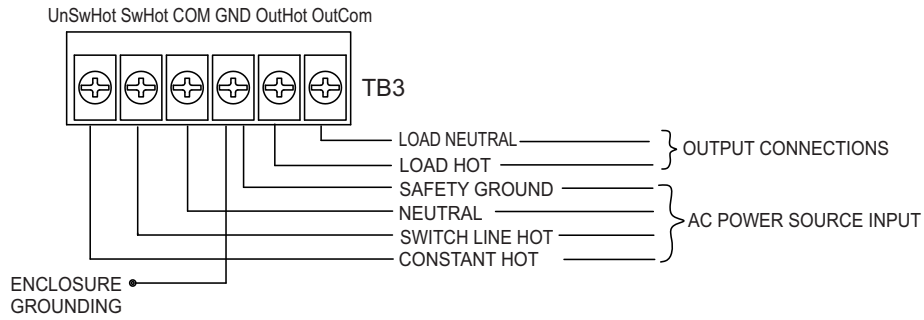 UnSwHot SwHot COM GND OutHot OutCom
TB3
LOAD NEUTRAL
LOAD HOT
OUTPUT CONNECTIONS
SAFETY GROUND
NEUTRAL
SWITCH LINE HOT
CONSTANT HOT
AC POWER SOURCE INPUT
ENCLOSURE
GROUNDING